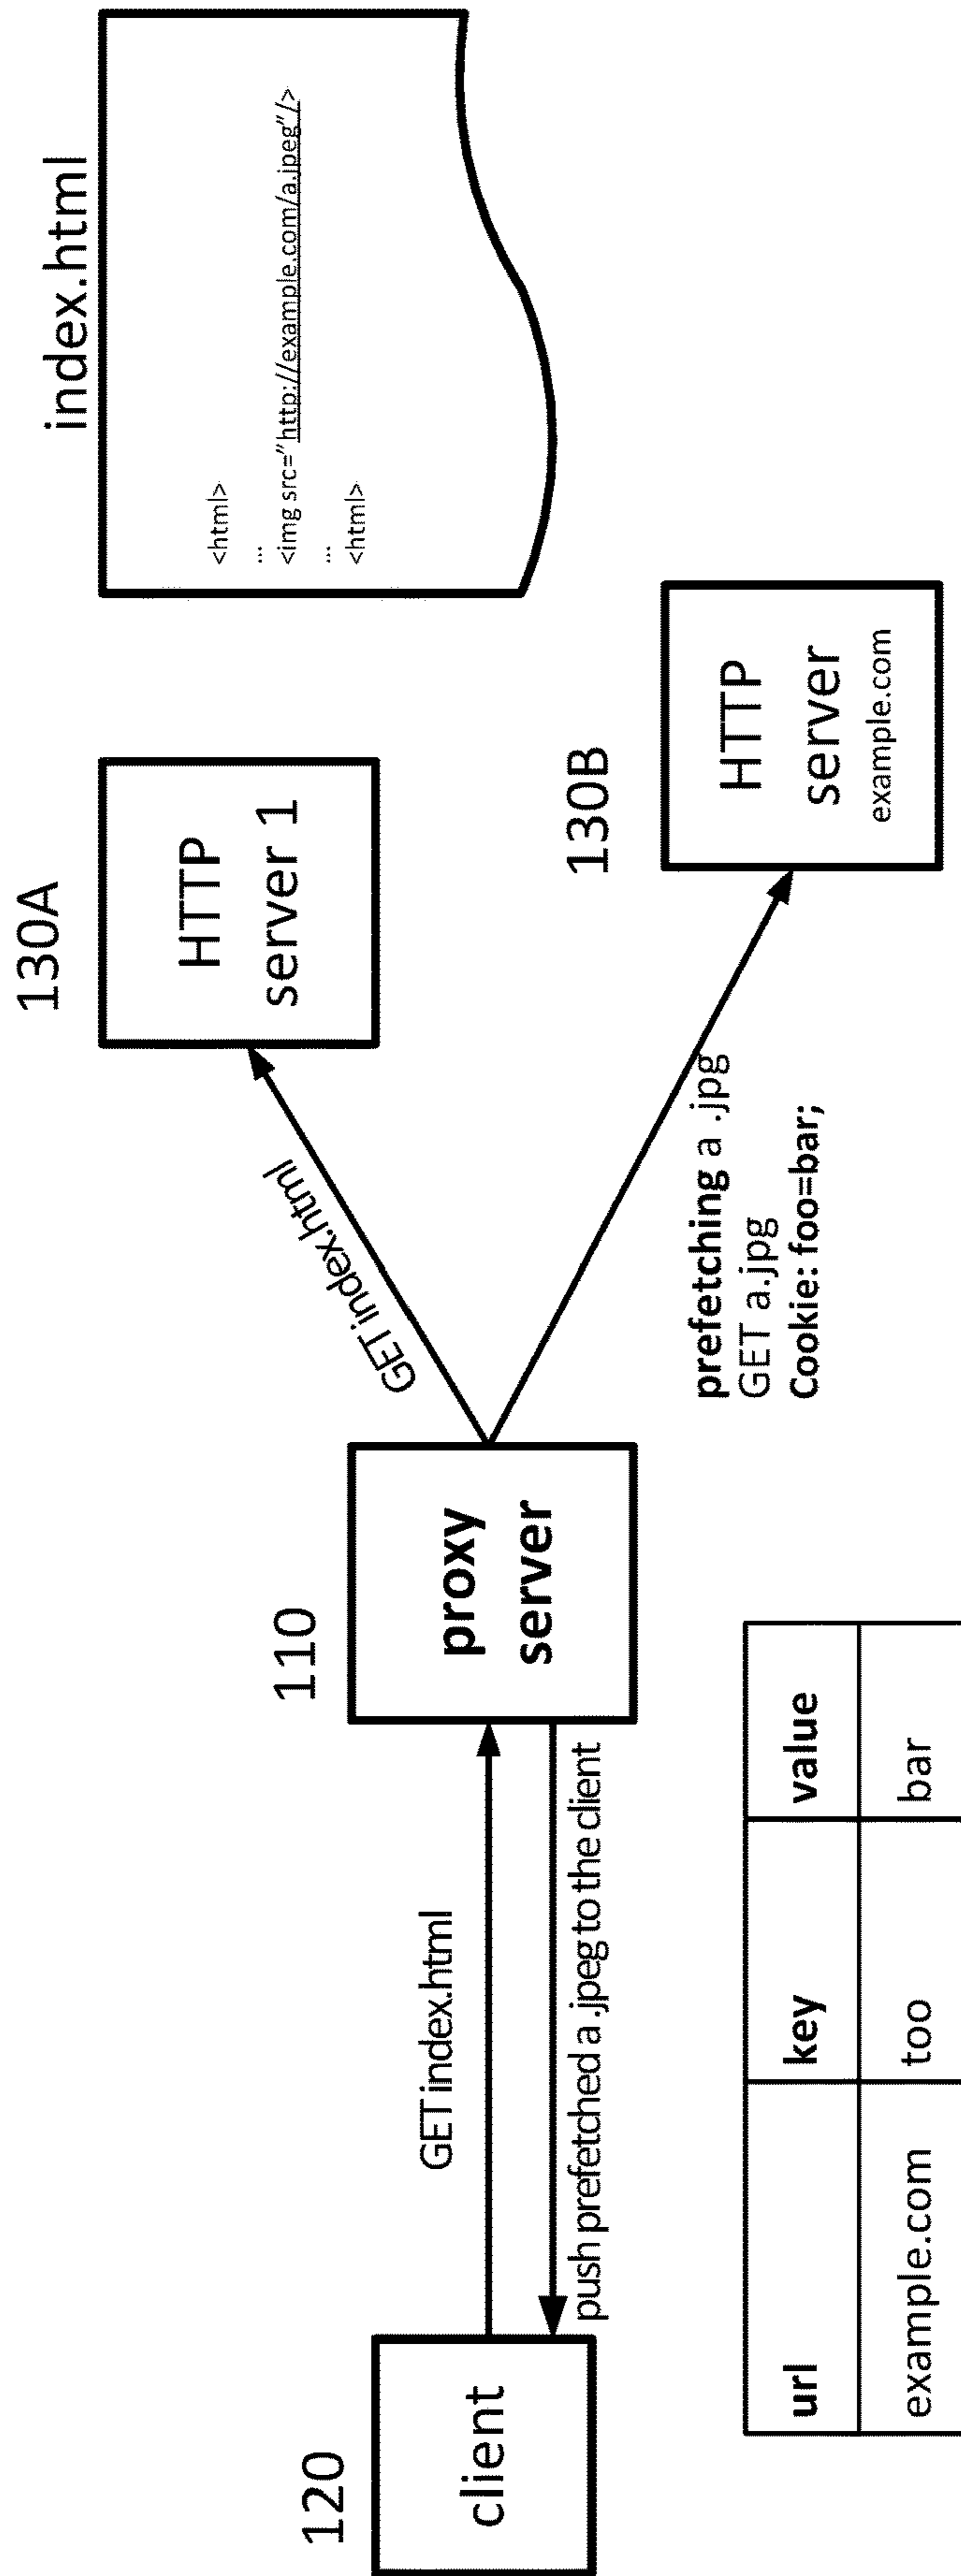 120
client
GET index.html
push prefetched a .jpeg to the client
110
proxy
server
GET index.html
prefetching a .jpg
GET a.jpg
Cookie: foo=bar;
130A
HTTP
server 1
130B
HTTP
server
example.com
index.html
<html>
...
<img src="http://example.com/a.jpeg"/>
...
<html>
url key value
example.com too bar